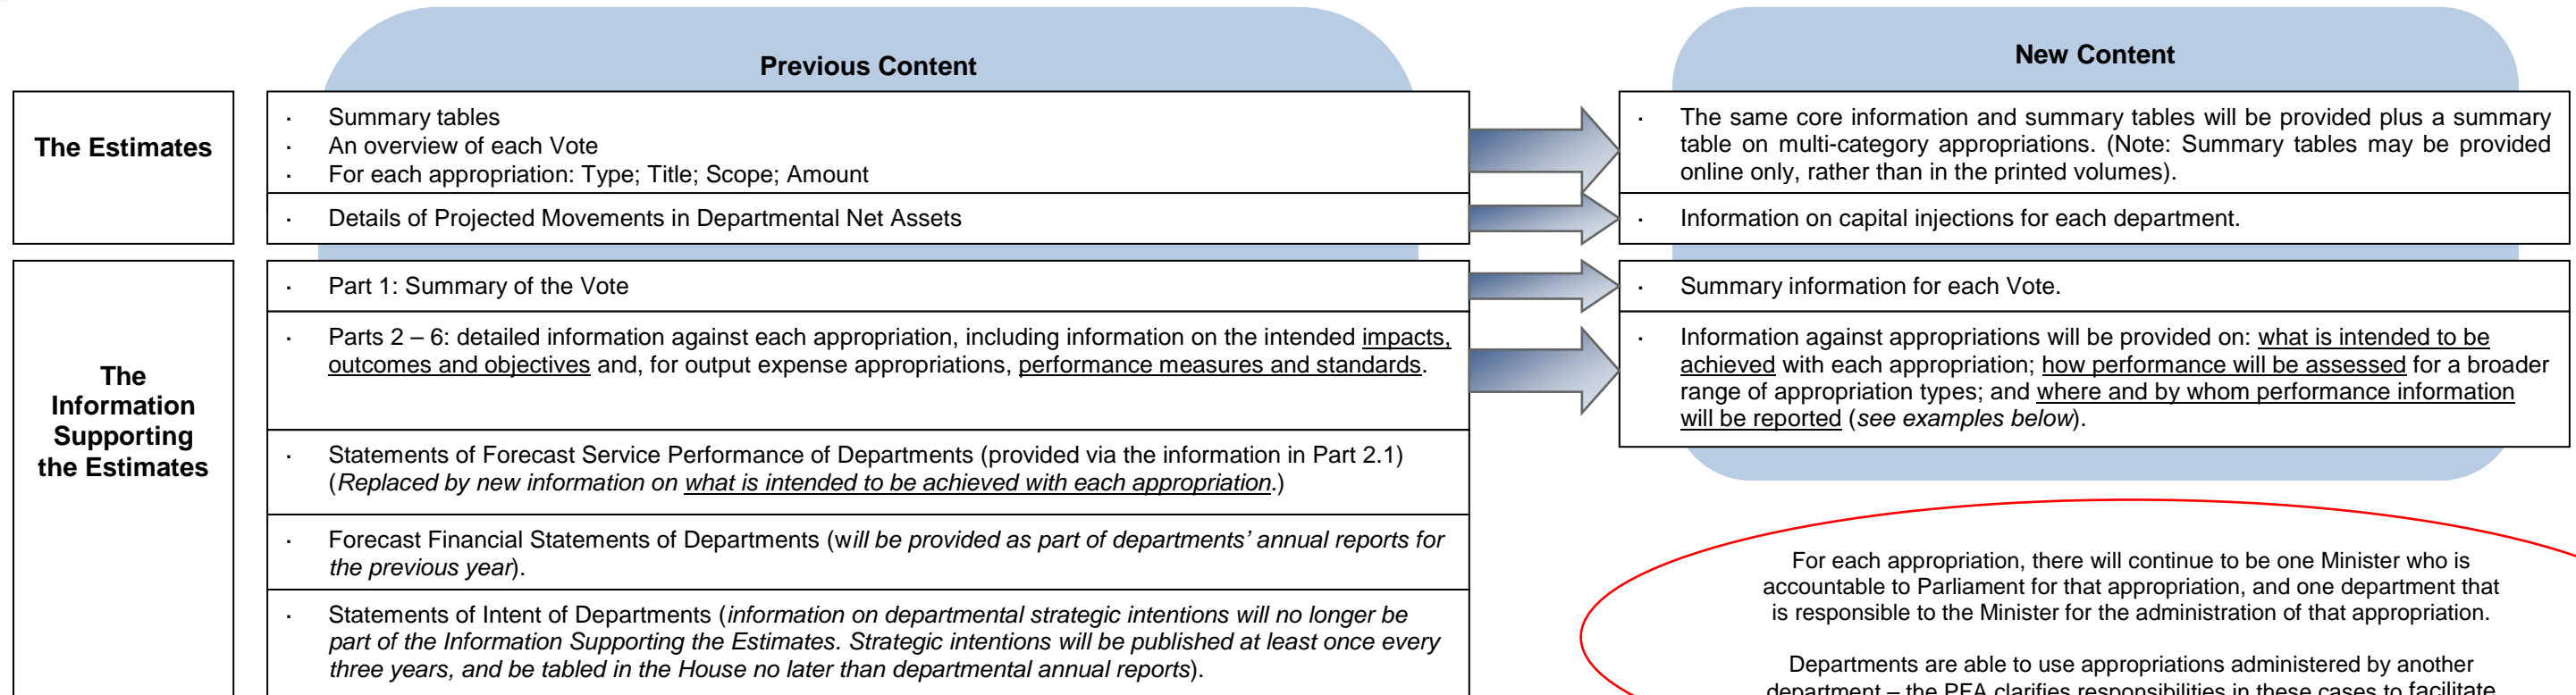 Previous Content
New Content
The Estimates
· Summary tables
· An overview of each Vote
· For each appropriation: Type; Title; Scope; Amount
· The same core information and summary tables will be provided plus a summary
table on multi-category appropriations. (Note: Summary tables may be provided
online only, rather than in the printed volumes).
· Details of Projected Movements in Departmental Net Assets
· Information on capital injections for each department.
The
Information
Supporting
the Estimates
· Part 1: Summary of the Vote
· Summary information for each Vote.
· Parts 2 – 6: detailed information against each appropriation, including information on the intended impacts,
outcomes and objectives and, for output expense appropriations, performance measures and standards.
· Information against appropriations will be provided on: what is intended to be
achieved with each appropriation; how performance will be assessed for a broader
range of appropriation types; and where and by whom performance information
will be reported (see examples below).
· Statements of Forecast Service Performance of Departments (provided via the information in Part 2.1)
(Replaced by new information on what is intended to be achieved with each appropriation.)
· Forecast Financial Statements of Departments (will be provided as part of departments’ annual reports for
the previous year).
· Statements of Intent of Departments (information on departmental strategic intentions will no longer be
part of the Information Supporting the Estimates. Strategic intentions will be published at least once every
three years, and be tabled in the House no later than departmental annual reports).
For each appropriation, there will continue to be one Minister who is
accountable to Parliament for that appropriation, and one department that
is responsible to the Minister for the administration of that appropriation.
Departments are able to use appropriations administered by another
department – the PFA clarifies responsibilities in these cases to facilitate